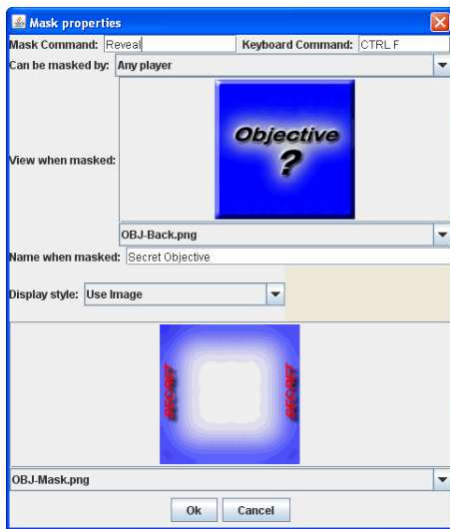 Mask properties
Mask Command: Reveal Keyboard Command: CTRL F
Can be masked by: Any player
Objective
?
View when masked:
OBJ-Back.png
Name when masked: Secret Objective
Display style: Use Image
SECRET SECRET
OBJ-Mask.png
Ok Cancel